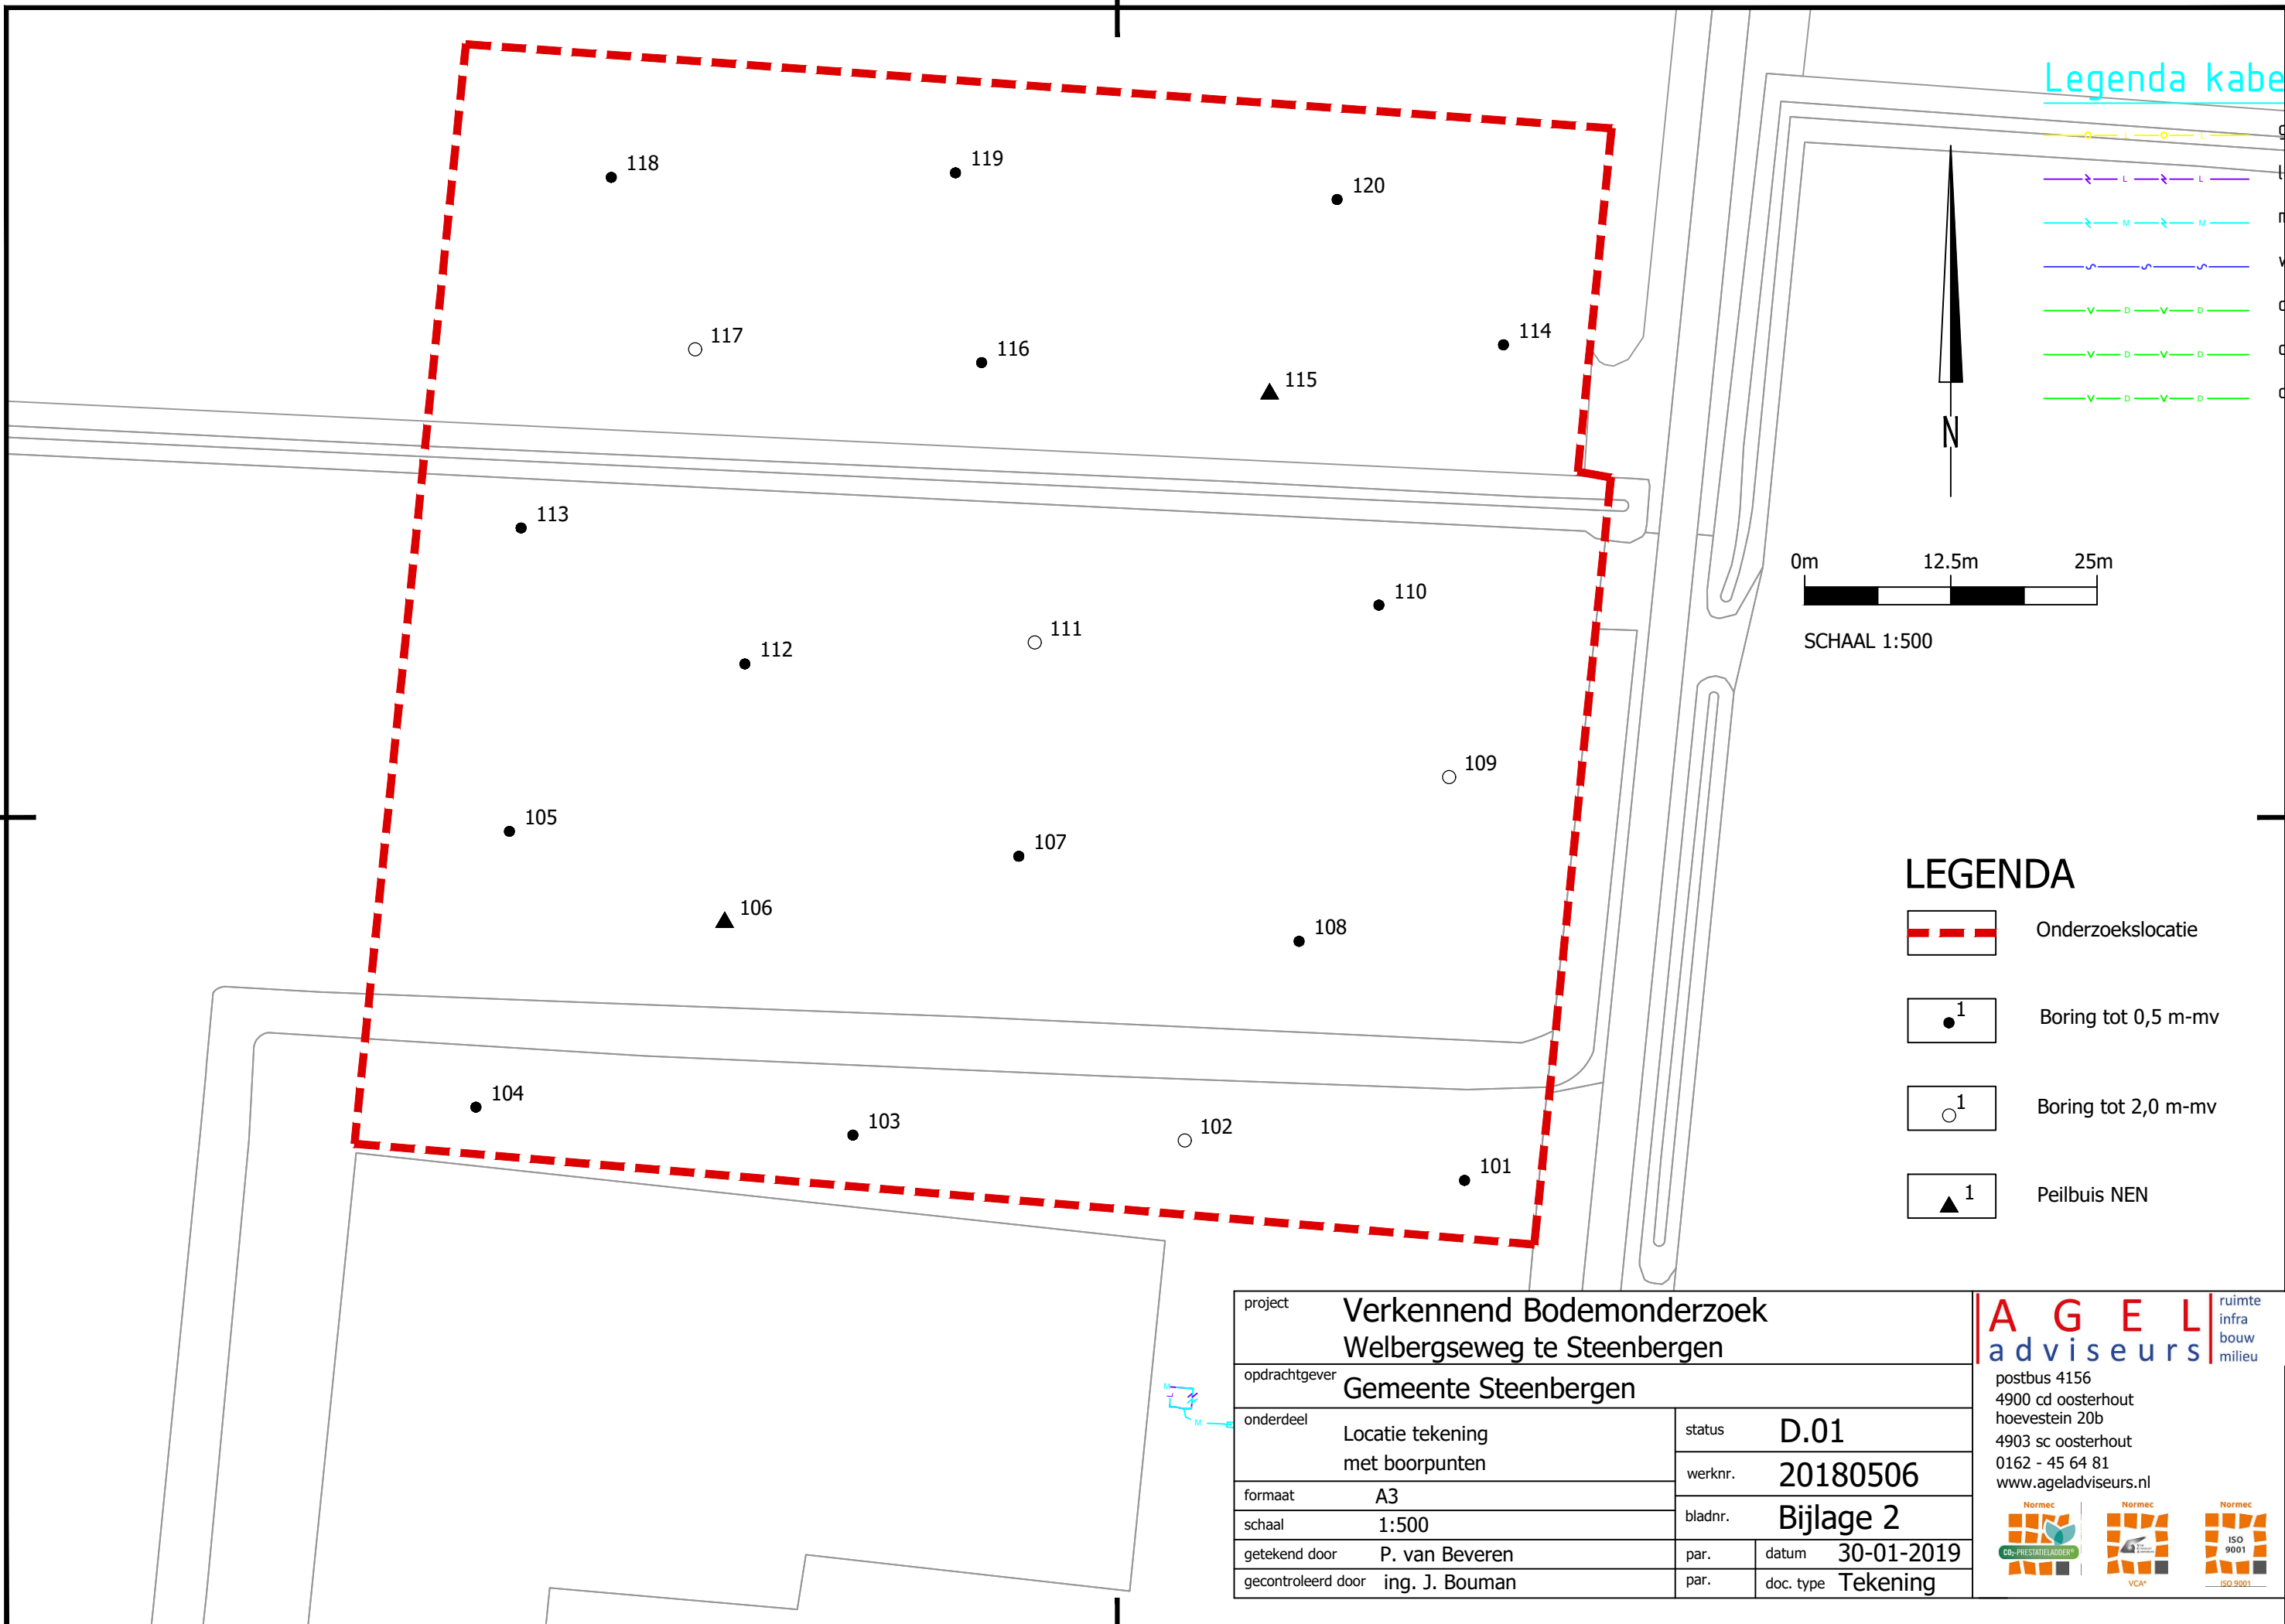 Legenda kabe
118
119
120
117
116
115
114
N
113
112
111
110
109
0m 12.5m 25m
SCHAAL 1:500
105
106
107
108
104
103
102
101
LEGENDA
Onderzoekslocatie
1 Boring tot 0,5 m-mv
1 Boring tot 2,0 m-mv
1 Peilbuis NEN
project Verkennend Bodemonderzoek
Welbergseweg te Steenbergen
opdrachtgever Gemeente Steenbergen
onderdeel Locatie tekening
met boorpunten
formaat A3
schaal 1:500
getekend door P. van Beveren
gecontroleerd door ing. J. Bouman
status D.01
werknr. 20180506
bladnr. Bijlage 2
par. datum 30-01-2019
par. doc. type Tekening
AGEL
adviseurs
ruimte
infra
bouw
milieu
postbus 4156
4900 cd oosterhout
hoevestein 20b
4903 sc oosterhout
0162 - 45 64 81
www.ageladviseurs.nl
Normec
CO₂-PRESTATIELADDER
Normec
VCA*
Normec
ISO
9001
ISO 9001